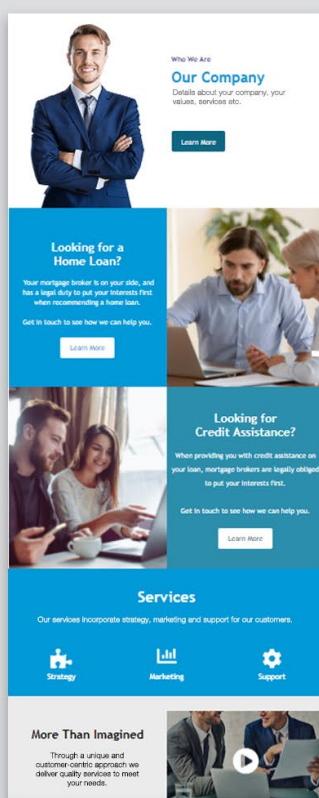 Who We Are
Our Company
Details about your company, your
values, services etc.
Learn More
Looking for a
Home Loan?
Your mortgage broker is on your side, and
has a legal duty to put your interests first
when recommending a home loan.
Get in touch to see how we can help you.
Learn More
Looking for
Credit Assistance?
When providing you with credit assistance on
your loan, mortgage brokers are legally obliged
to put your interests first.
Get in touch to see how we can help you.
Learn More
Services
Our services incorporate strategy, marketing and support for our customers.
Strategy
Marketing
Support
More Than Imagined
Through a unique and
customer-centric approach we
deliver quality services to meet
your needs.